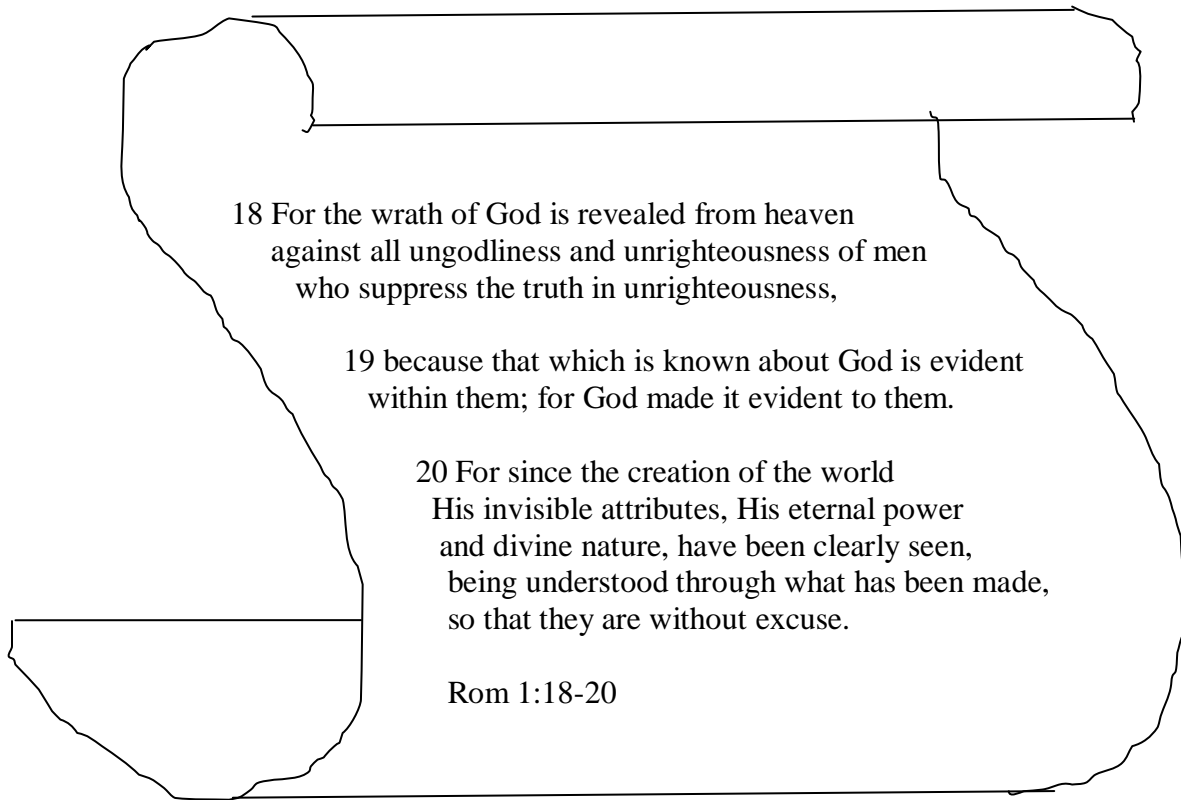 18 For the wrath of God is revealed from heaven
against all ungodliness and unrighteousness of men
who suppress the truth in unrighteousness,
19 because that which is known about God is evident
within them; for God made it evident to them.
20 For since the creation of the world
His invisible attributes, His eternal power
and divine nature, have been clearly seen,
being understood through what has been made,
so that they are without excuse.
Rom 1:18-20